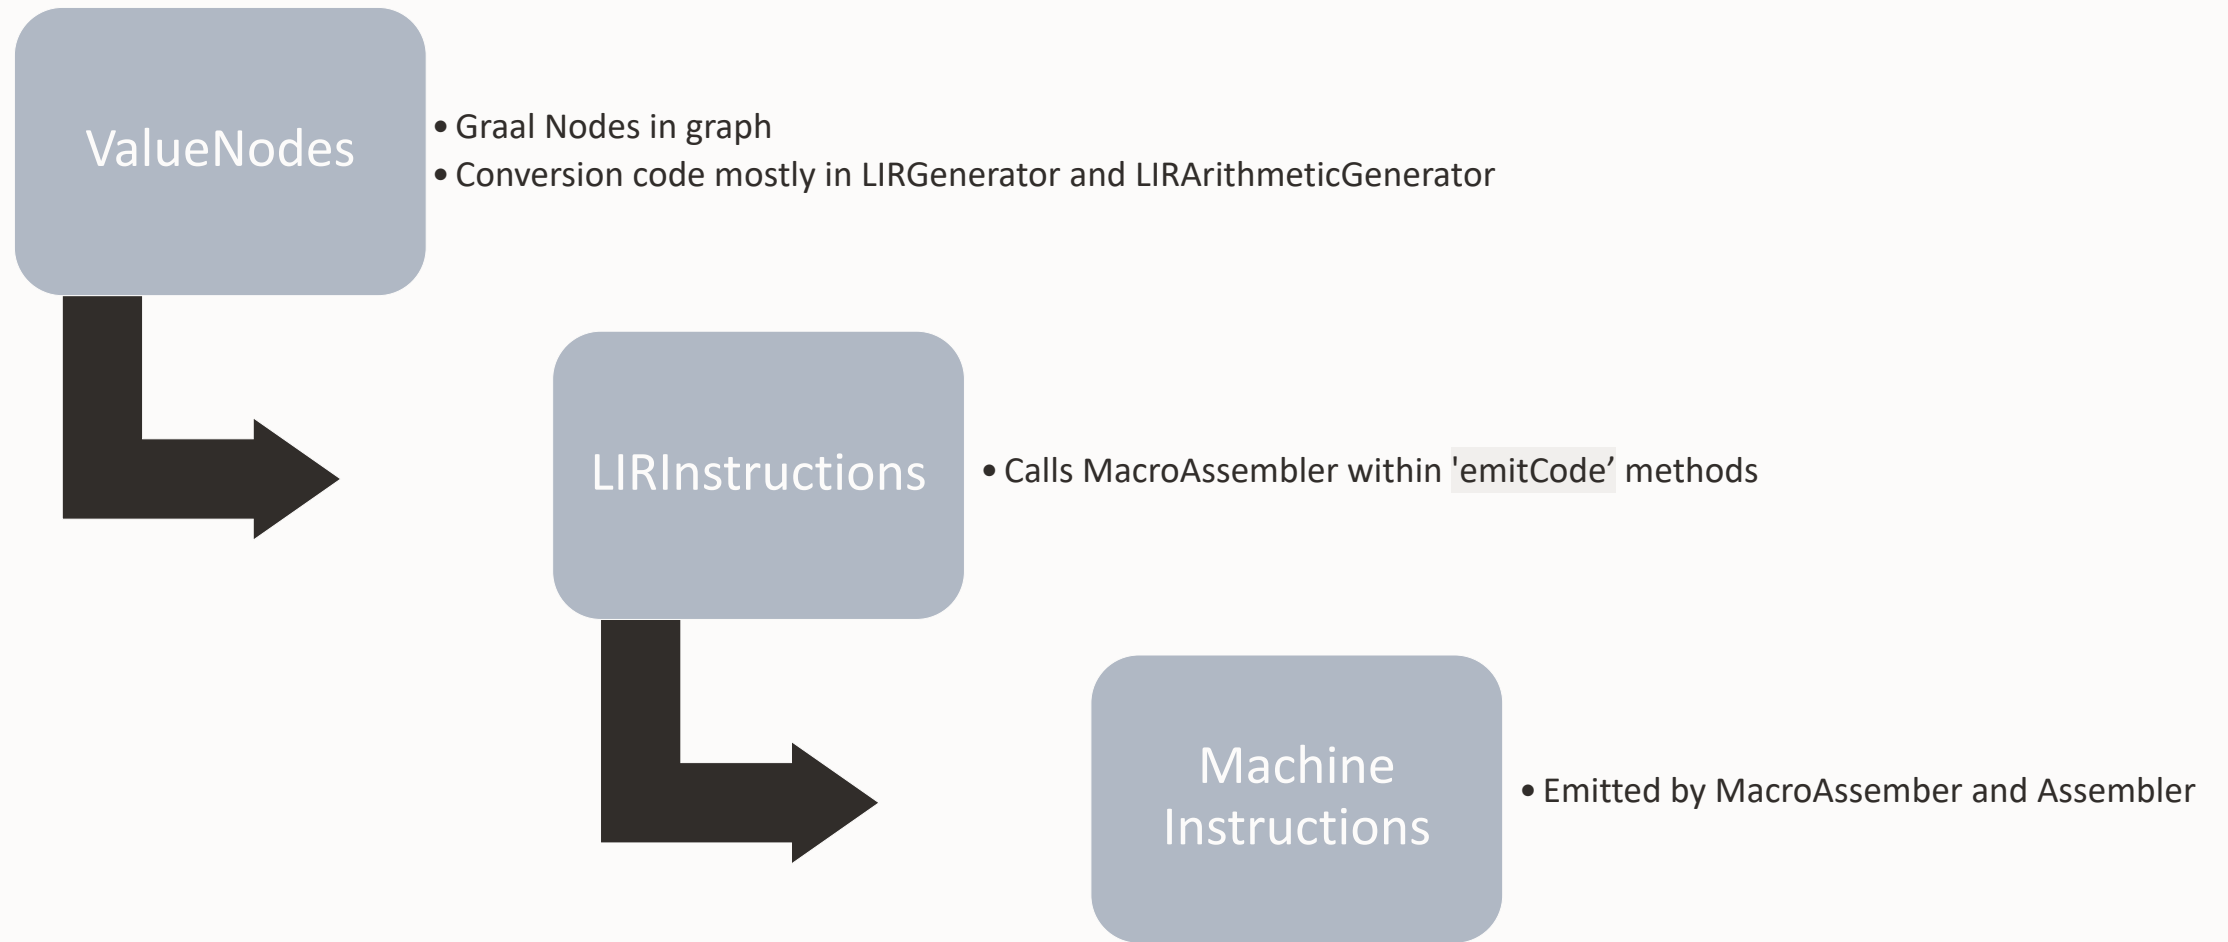 ValueNodes
• Graal Nodes in graph
• Conversion code mostly in LIRGenerator and LIRArithmeticGenerator
LIRInstructions
• Calls MacroAssembler within 'emitCode’ methods
Machine
Instructions
• Emitted by MacroAssember and Assembler